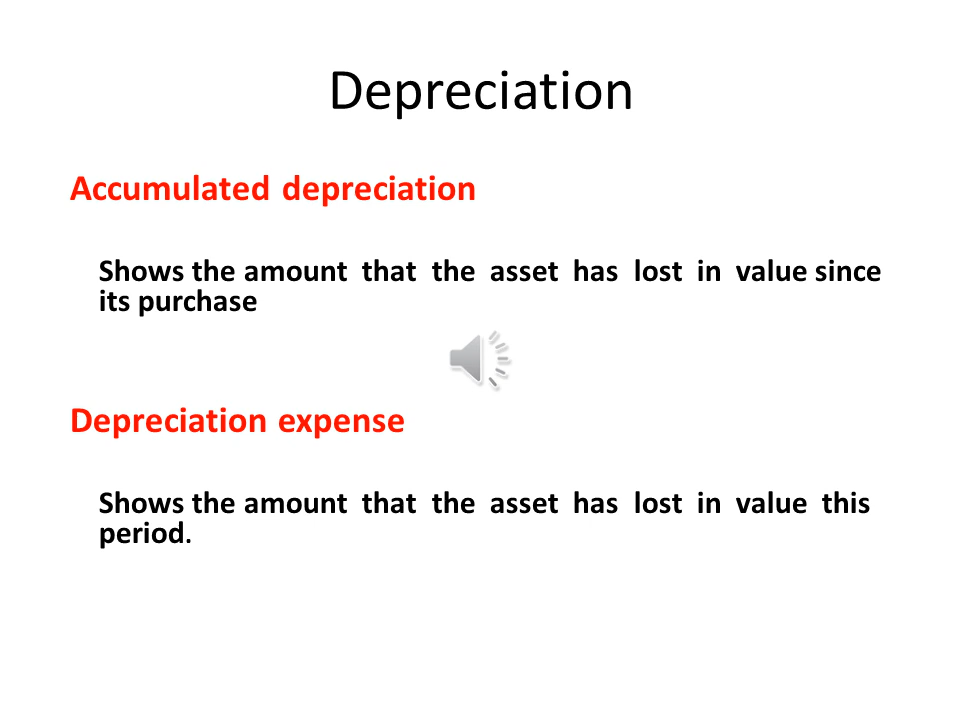 Depreciation
Accumulated depreciation
Shows the amount that the asset has lost in value since
its purchase
Depreciation expense
Shows the amount that the asset has lost in value this
period.